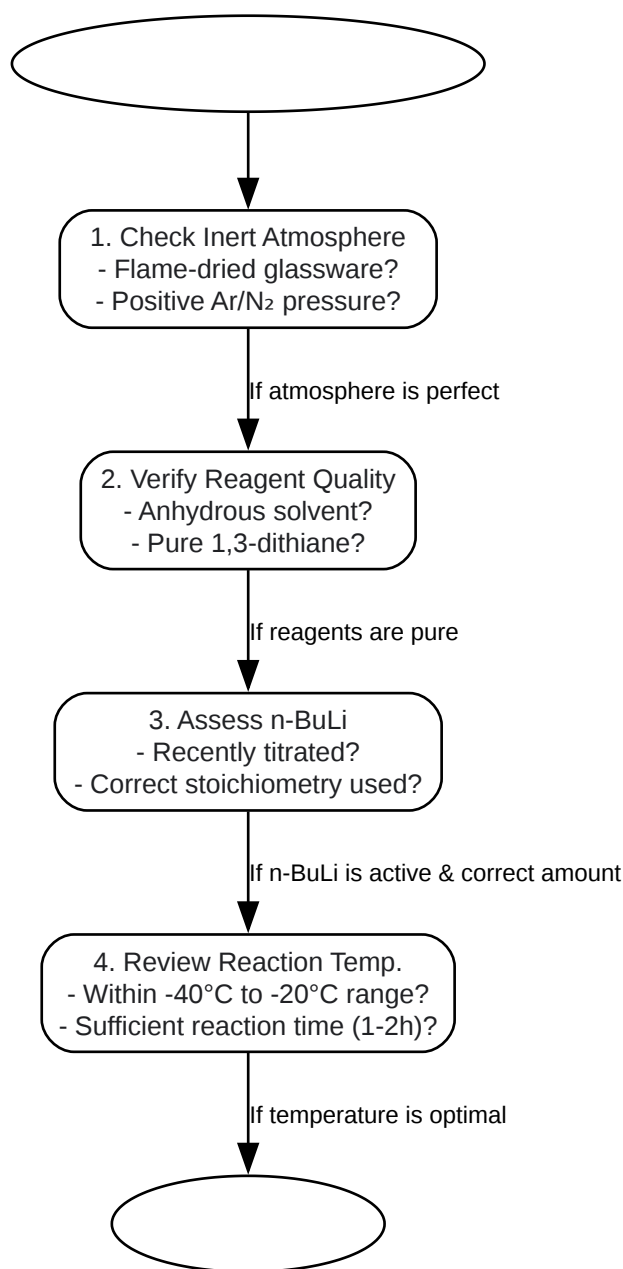 1. Check Inert Atmosphere
- Flame-dried glassware?
- Positive Ar/N₂ pressure?
If atmosphere is perfect
2. Verify Reagent Quality
- Anhydrous solvent?
- Pure 1,3-dithiane?
If reagents are pure
3. Assess n-BuLi
- Recently titrated?
- Correct stoichiometry used?
If n-BuLi is active & correct amount
4. Review Reaction Temp.
- Within -40°C to -20°C range?
- Sufficient reaction time (1-2h)?
If temperature is optimal